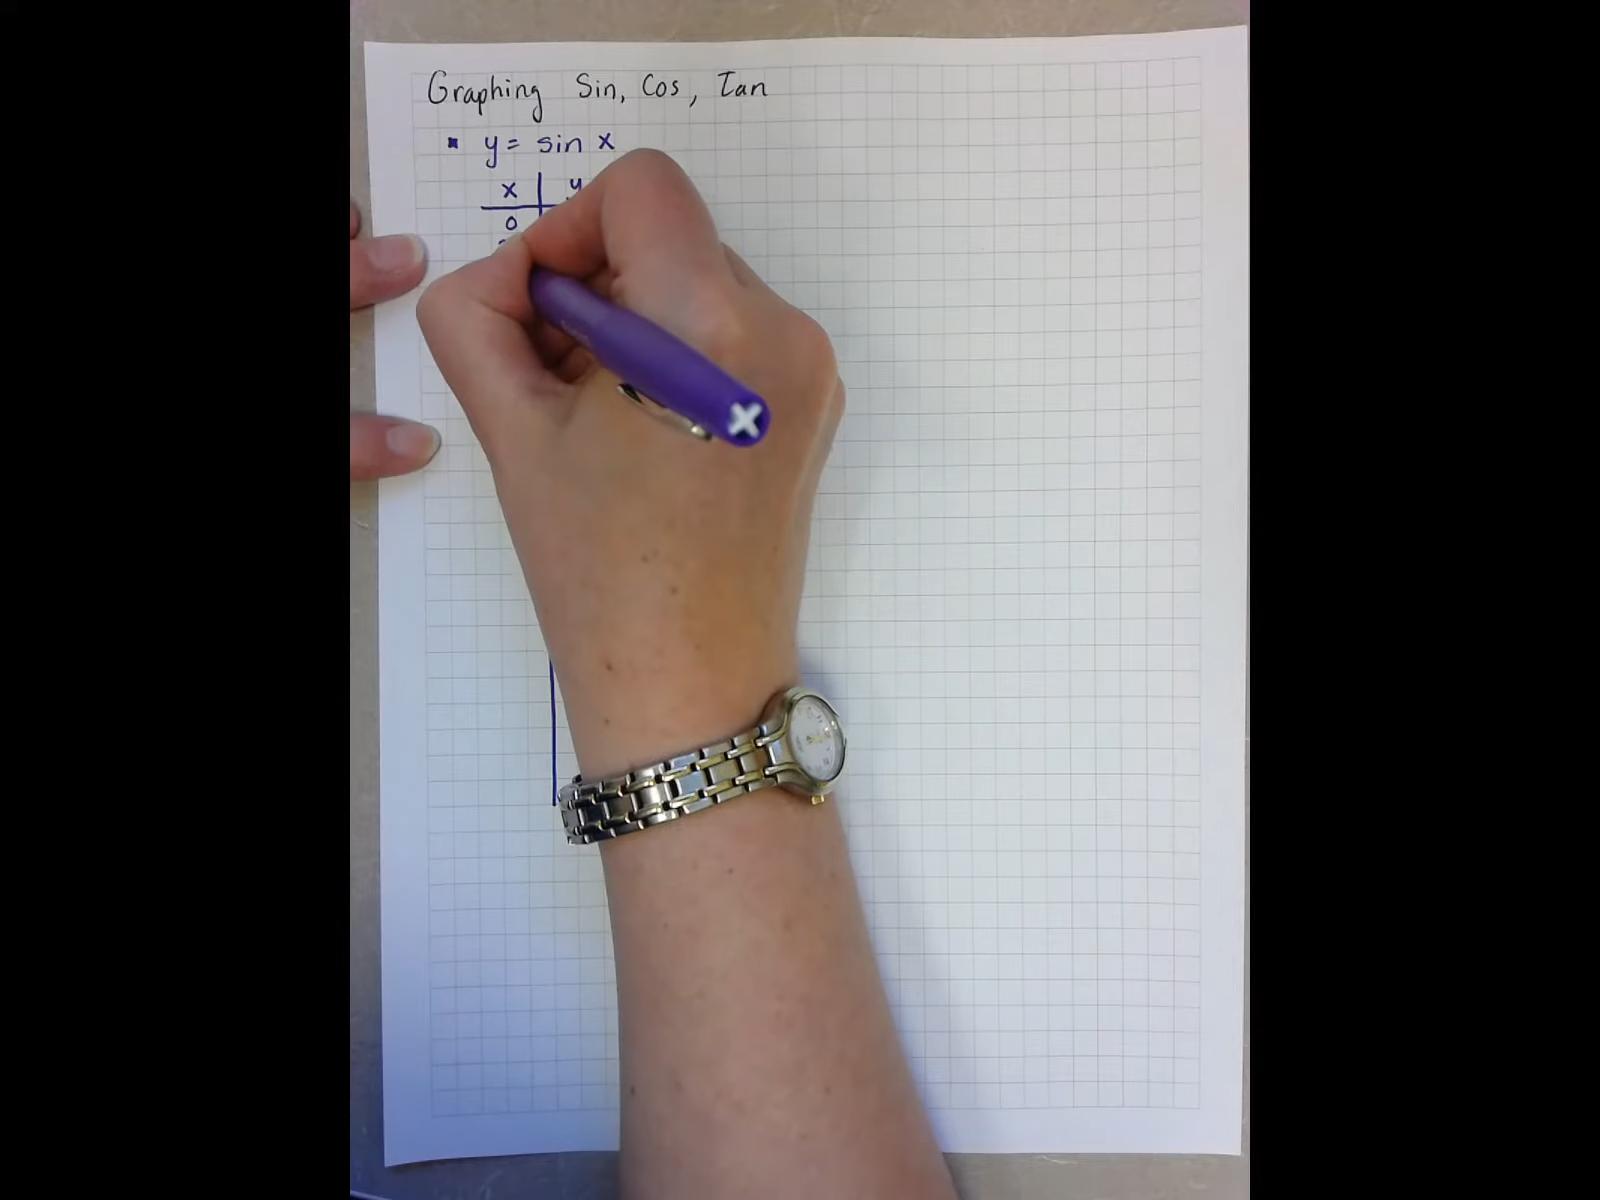 Graphing Sin, Cos, Tan
y = sin x
x y
0